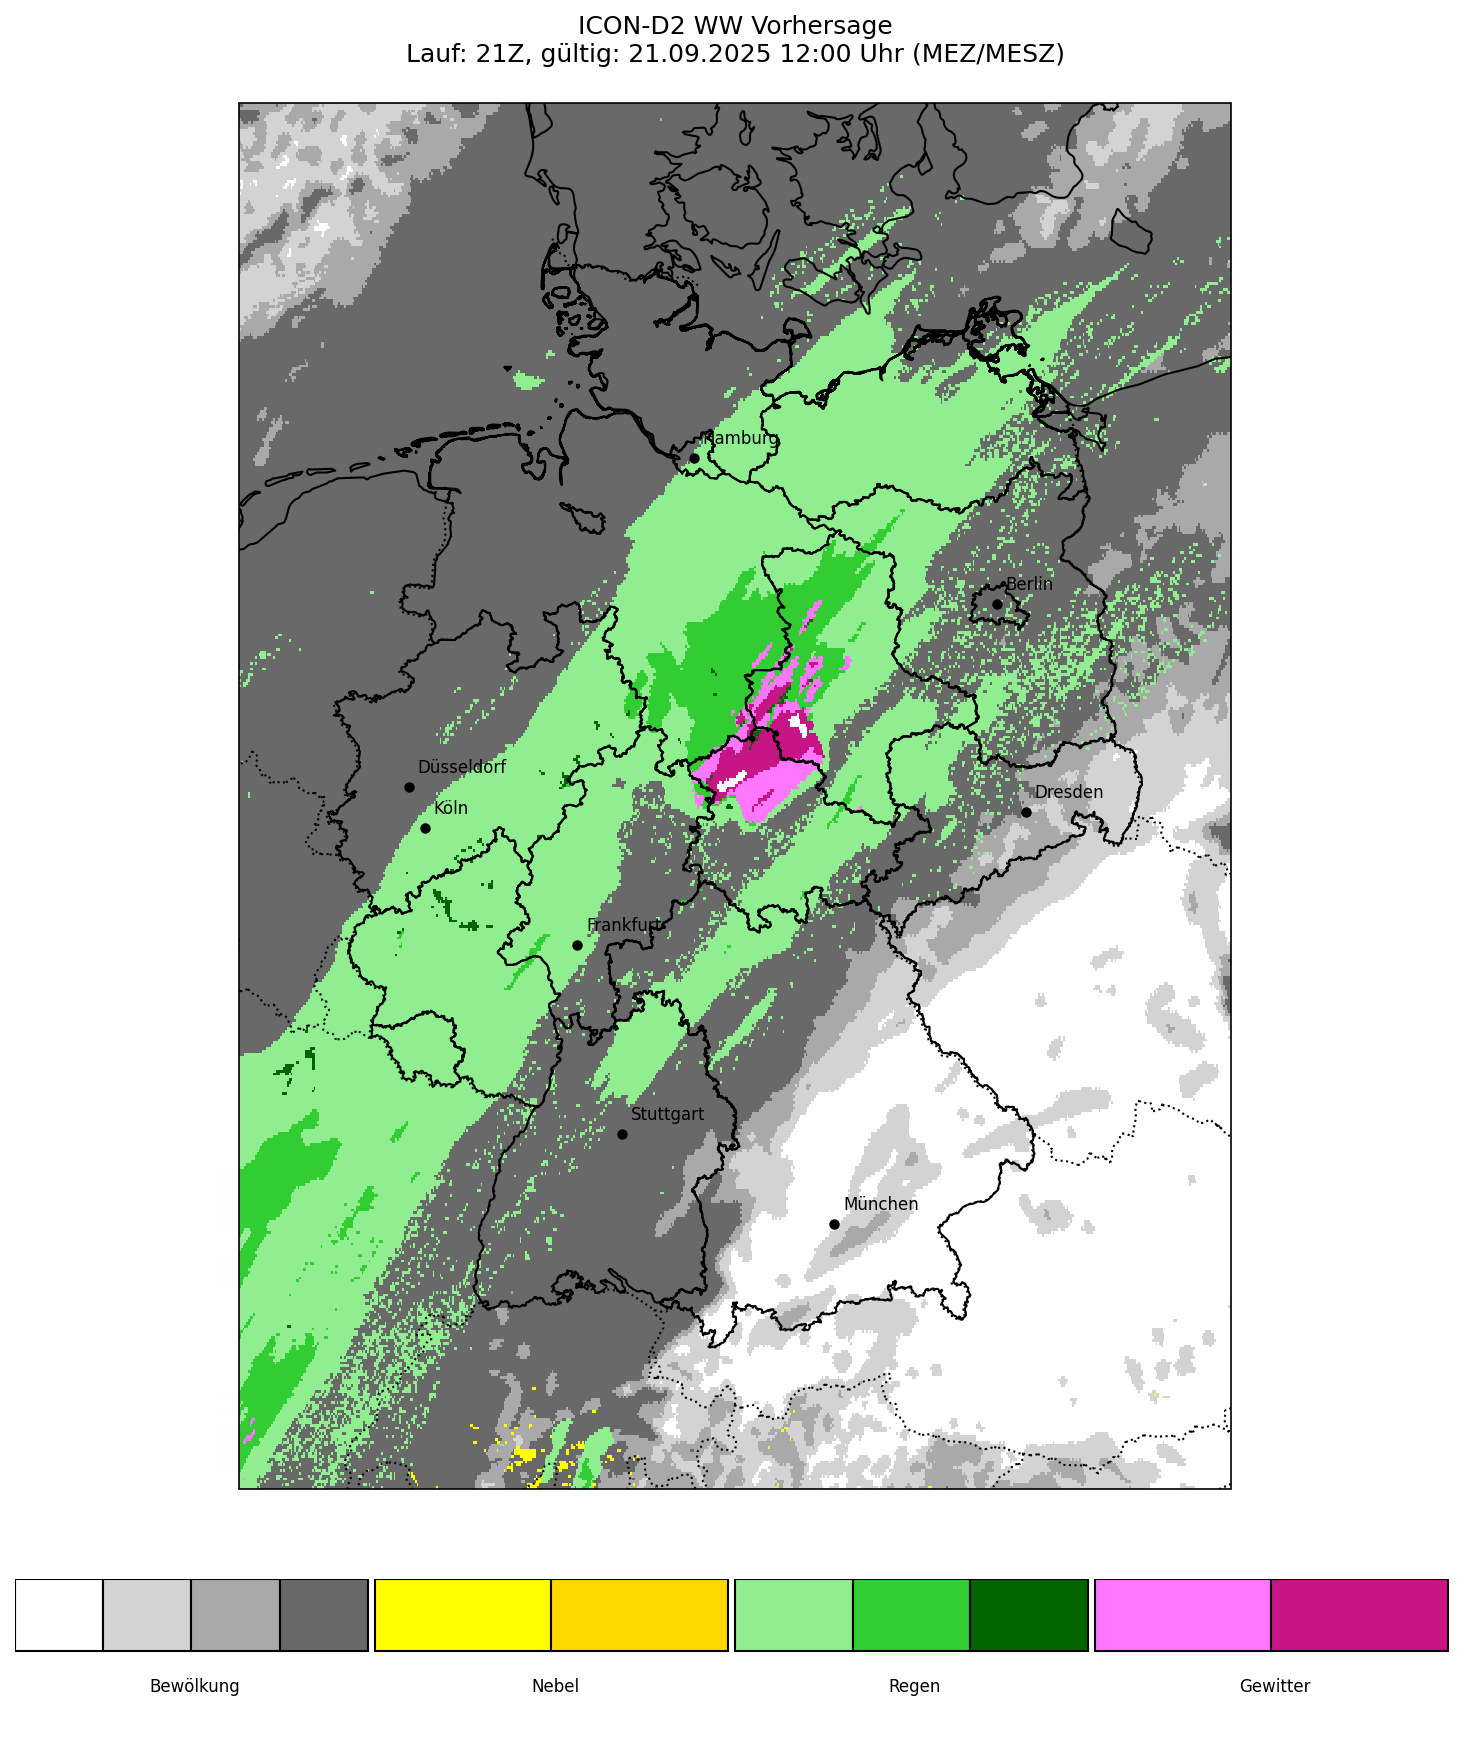 ICON-D2 WW Vorhersage
Lauf: 21Z, gültig: 21.09.2025 12:00 Uhr (MEZ/MESZ)
Hamburg
Berlin
Düsseldorf
Dresden
Köln
Frankfurt
Stuttgart
München
Bewölkung
Nebel
Regen
Gewitter